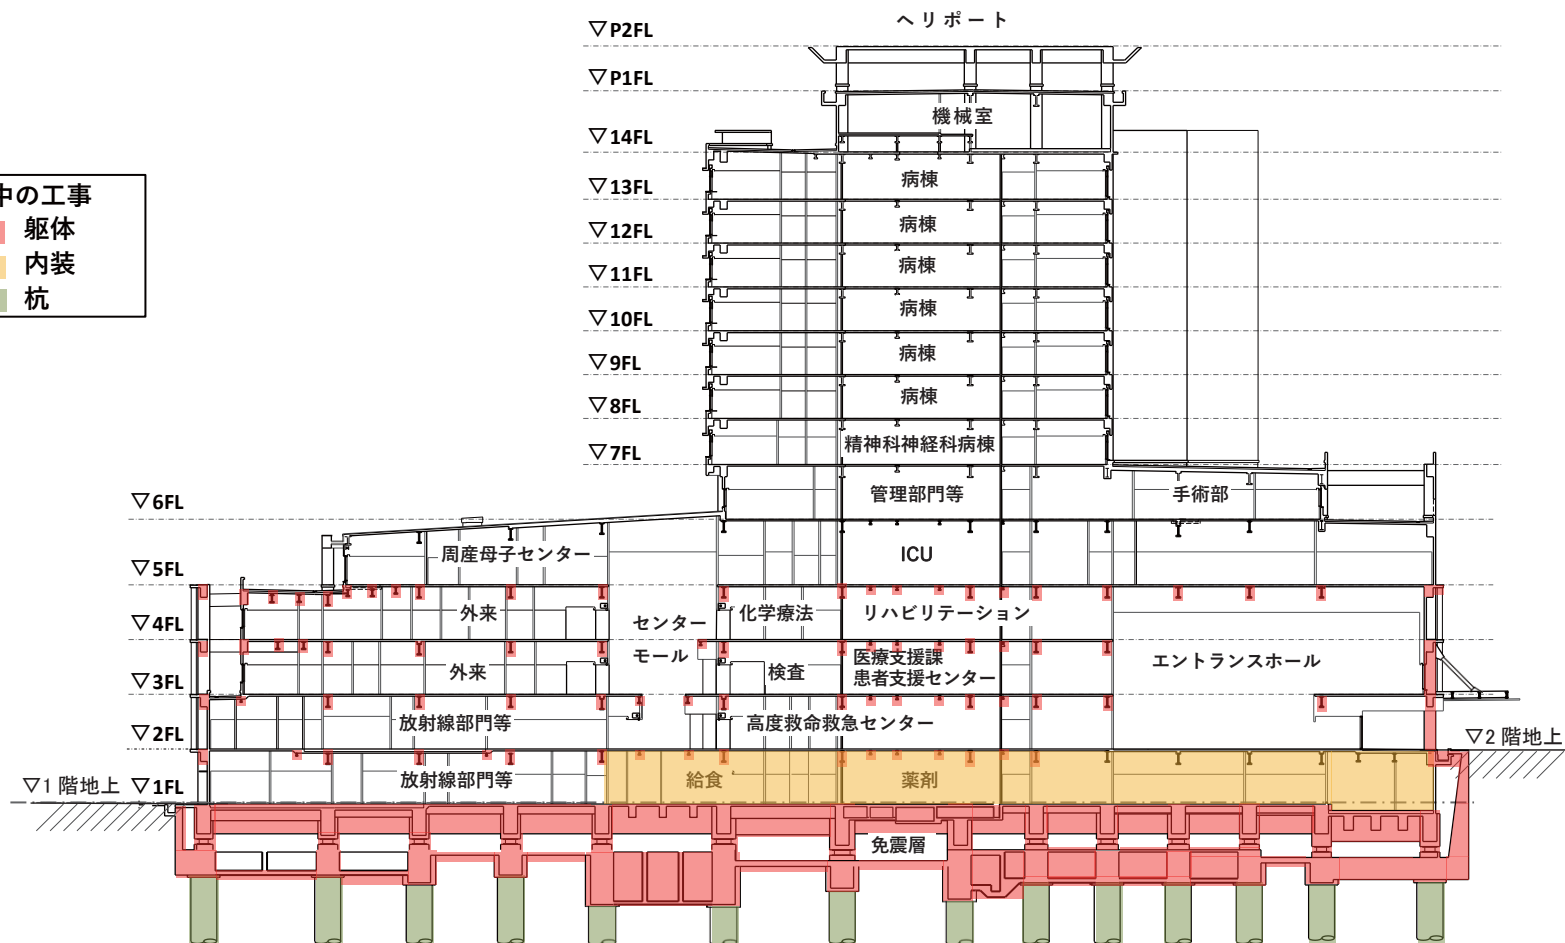 ヘリポート
▽P2FL
▽P1FL
機械室
▽14FL
中の工事
躯体
内装
杭
▽13FL
病棟
▽12FL
病棟
▽11FL
病棟
▽10FL
病棟
▽9FL
病棟
▽8FL
病棟
▽7FL
精神科神経科病棟
管理部門等
手術部
▽6FL
周産母子センター
ICU
▽5FL
外来
センター
モール
化学療法
リハビリテーション
▽4FL
外来
検査
医療支援課
患者支援センター
エントランスホール
▽3FL
放射線部門等
高度救命救急センター
▽2FL
▽2階地上
放射線部門等
給食
薬剤
▽1階地上
▽1FL
免震層